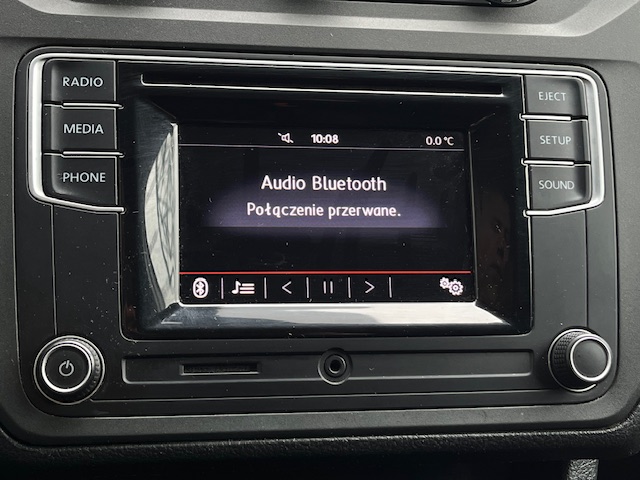 RADIO
MEDIA
PHONE
EJECT
SETUP
SOUND
10:08
0.0 °C
Audio Bluetooth
Połączenie przerwane.